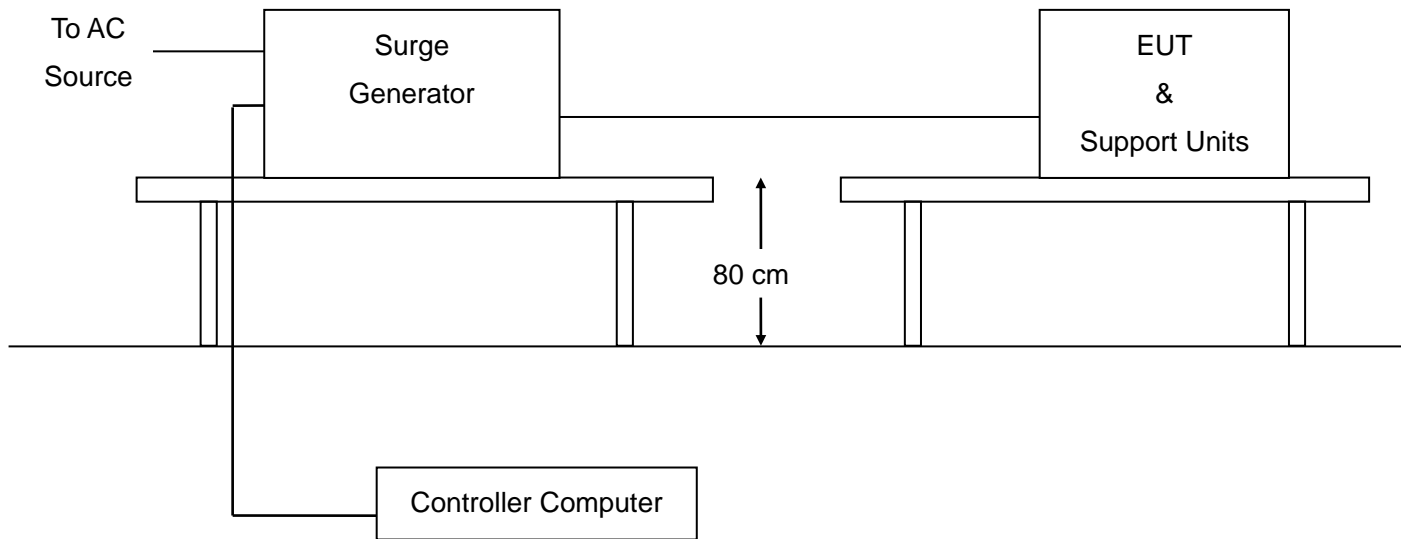 To AC
Source
Surge
Generator
EUT
&
Support Units
80 cm
Controller Computer